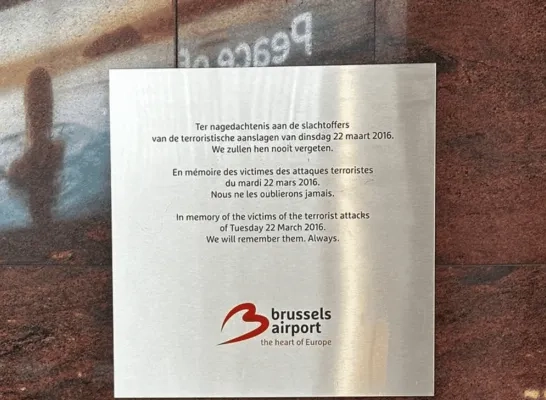 Peace of
Ter nagedachtenis aan de slachtoffers
van de terroristische aanslagen van dinsdag 22 maart 2016.
We zullen hen nooit vergeten.
En mémoire des victimes des attaques terroristes
du mardi 22 mars 2016.
Nous ne les oublierons jamais.
In memory of the victims of the terrorist attacks
of Tuesday 22 March 2016.
We will remember them. Always.
brussels
airport
the heart of Europe